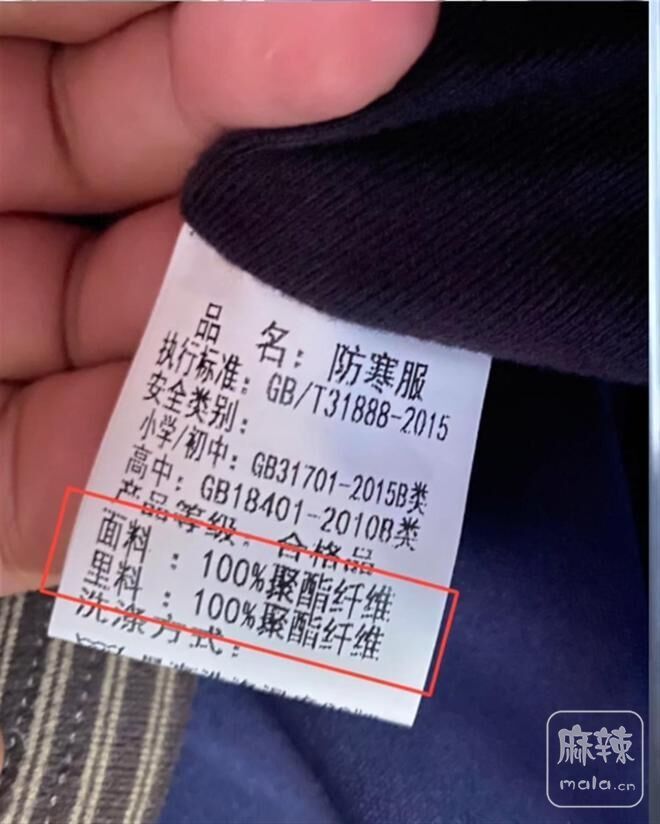 品 名：防寒服
执行标准：GB/T31888-2015
安全类别：
小学/初中：GB31701-2015B类
高中：GB18401-2010B类
产品等级：合格品
面料：100%聚酯纤维
里料：100%聚酯纤维
洗涤方式：
麻辣
mala.cn